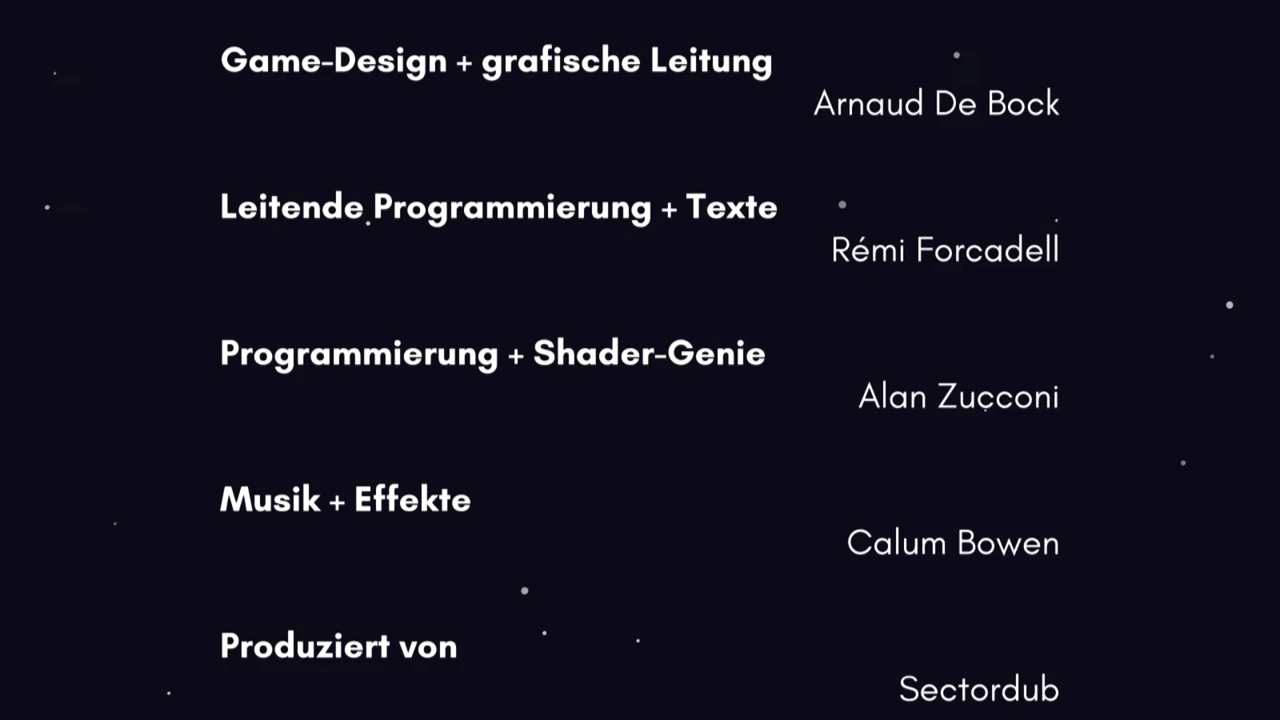 Game-Design + grafische Leitung
Arnaud De Bock
Leitende Programmierung + Texte
Rémi Forcadell
Programmierung + Shader-Genie
Alan Zucconi
Musik + Effekte
Calum Bowen
Produziert von
Sectordub